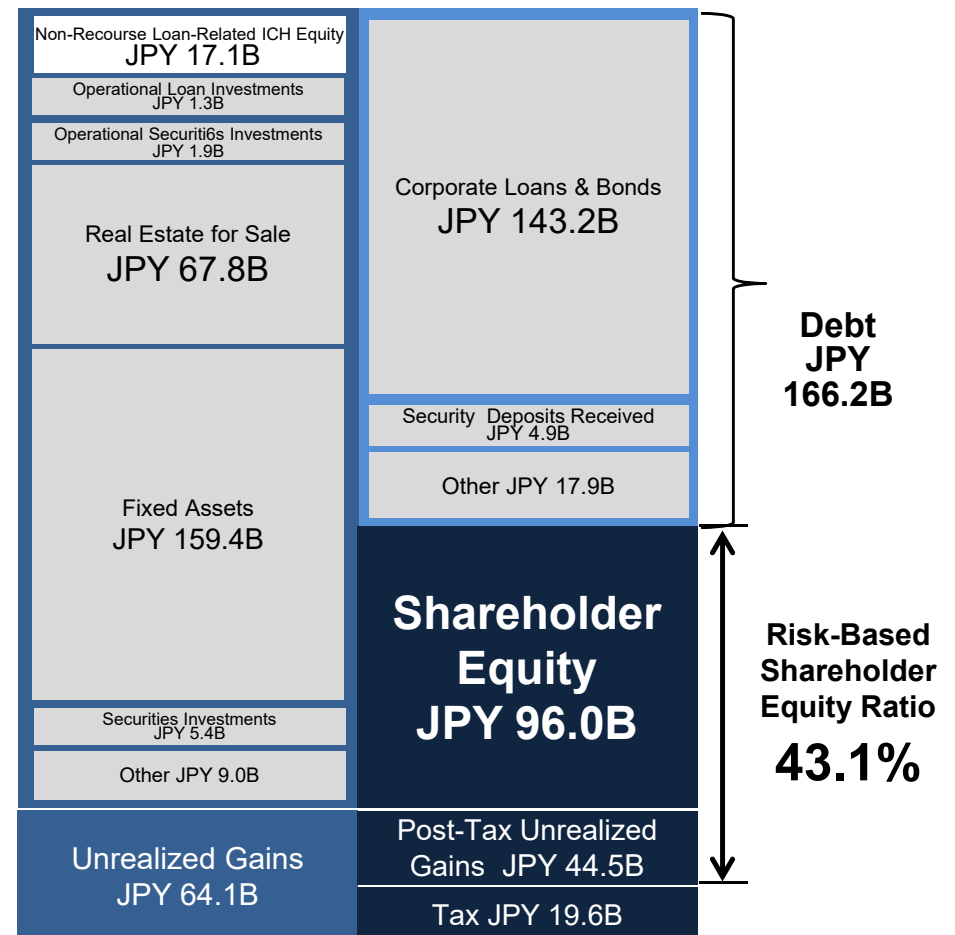 Non-Recourse Loan-Related ICH Equity
JPY 17.1B
Operational Loan Investments
JPY 1.3B
Operational Securiti6s Investments
JPY 1.9B
Real Estate for Sale
JPY 67.8B
Fixed Assets
JPY 159.4B
Securities Investments
JPY 5.4B
Other JPY 9.0B
Unrealized Gains
JPY 64.1B
Corporate Loans & Bonds
JPY 143.2B
Security Deposits Received
JPY 4.9B
Other JPY 17.9B
Shareholder
Equity
JPY 96.0B
Post-Tax Unrealized
Gains JPY 44.5B
Tax JPY 19.6B
Debt
JPY
166.2B
Risk-Based
Shareholder
Equity Ratio
43.1%